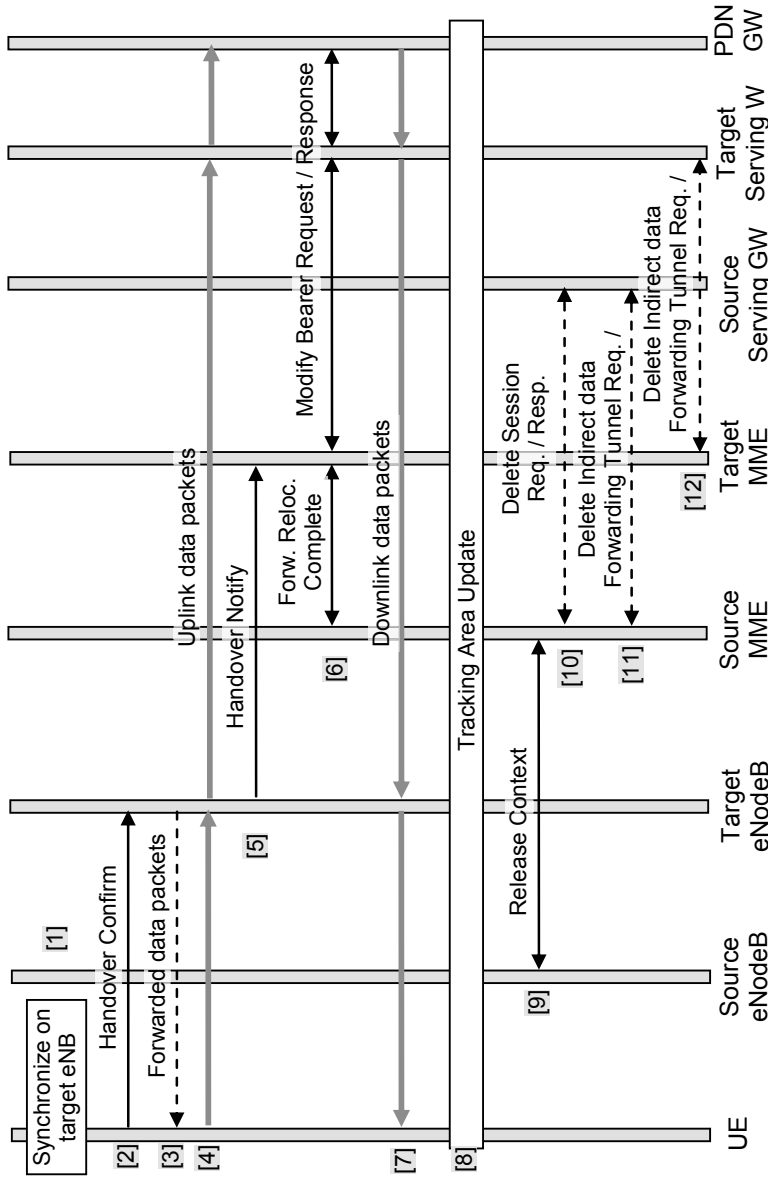 Synchronize on
target eNB
[1]
Handover Confirm
[2]
Forwarded data packets
[3]
Uplink data packets
[4]
Handover Notify
[5]
Forw. Reloc.
Complete
[6]
Modify Bearer Request / Response
Downlink data packets
[7]
Tracking Area Update
[8]
Release Context
[9]
Delete Session
Req. / Resp.
[10]
Delete Indirect data
Forwarding Tunnel Req. /
[11]
Delete Indirect data
Forwarding Tunnel Req. /
[12]
UE
Source
eNodeB
Target
eNodeB
Source
MME
Target
MME
Source
Serving GW
Target
Serving W
PDN
GW